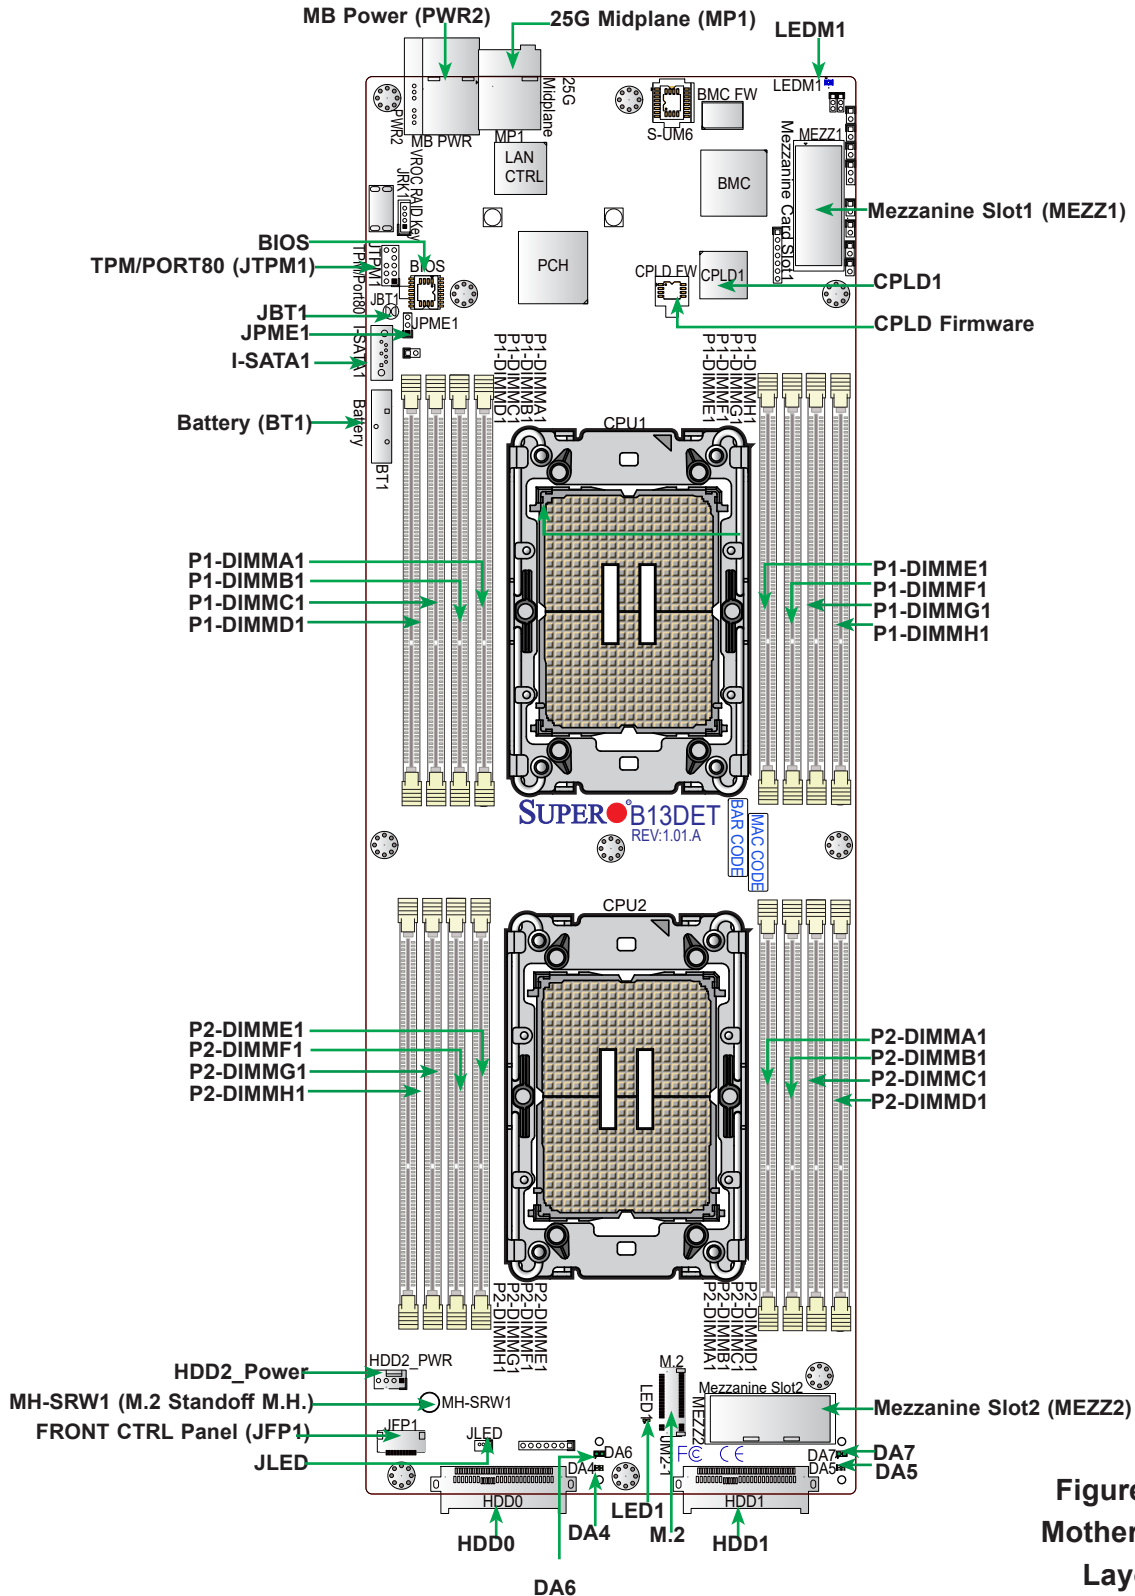 MB Power (PWR2)
25G Midplane (MP1)
LEDM1
LEDM1
25G
Midplane
PWR2
MB PWR
MP1
S-UM6
BMC FW
MEZZ1
Mezzanine Card Slot1
LAN
CTRL
BMC
VROC RAID Key
JRK1
Mezzanine Slot1 (MEZZ1)
BIOS
TPM/PORT80 (JTPM1)
JTPM1
TPM/Port80
BIOS
PCH
CPLD FW
CPLD1
CPLD1
JBT1
JBT1
JPME1
JPME1
CPLD Firmware
I-SATA1
I-SATA1
P1-DIMMA1
P1-DIMMB1
P1-DIMMC1
P1-DIMMD1
P1-DIMMH1
P1-DIMMG1
P1-DIMMF1
P1-DIMME1
Battery (BT1)
Battery
BT1
CPU1
P1-DIMMA1
P1-DIMMB1
P1-DIMMC1
P1-DIMMD1
P1-DIMME1
P1-DIMMF1
P1-DIMMG1
P1-DIMMH1
SUPER
B13DET
REV:1.01.A
BAR CODE
MAC CODE
CPU2
P2-DIMME1
P2-DIMMF1
P2-DIMMG1
P2-DIMMH1
P2-DIMMA1
P2-DIMMB1
P2-DIMMC1
P2-DIMMD1
P2-DIMME1
P2-DIMMF1
P2-DIMMG1
P2-DIMMH1
P2-DIMMD1
P2-DIMMC1
P2-DIMMB1
P2-DIMMA1
HDD2_Power
HDD2_PWR
M.2
Mezzanine Slot2
MEZZ2
MH-SRW1 (M.2 Standoff M.H.)
MH-SRW1
LED1
Mezzanine Slot2 (MEZZ2)
FRONT CTRL Panel (JFP1)
JFP1
JLED
JLED
UM2-1
FC CE
DA6
DA4
DA7
DA5
DA7
DA5
HDD0
HDD1
LED1
HDD0
DA4
M.2
HDD1
DA6
Figure
Mother
Lay